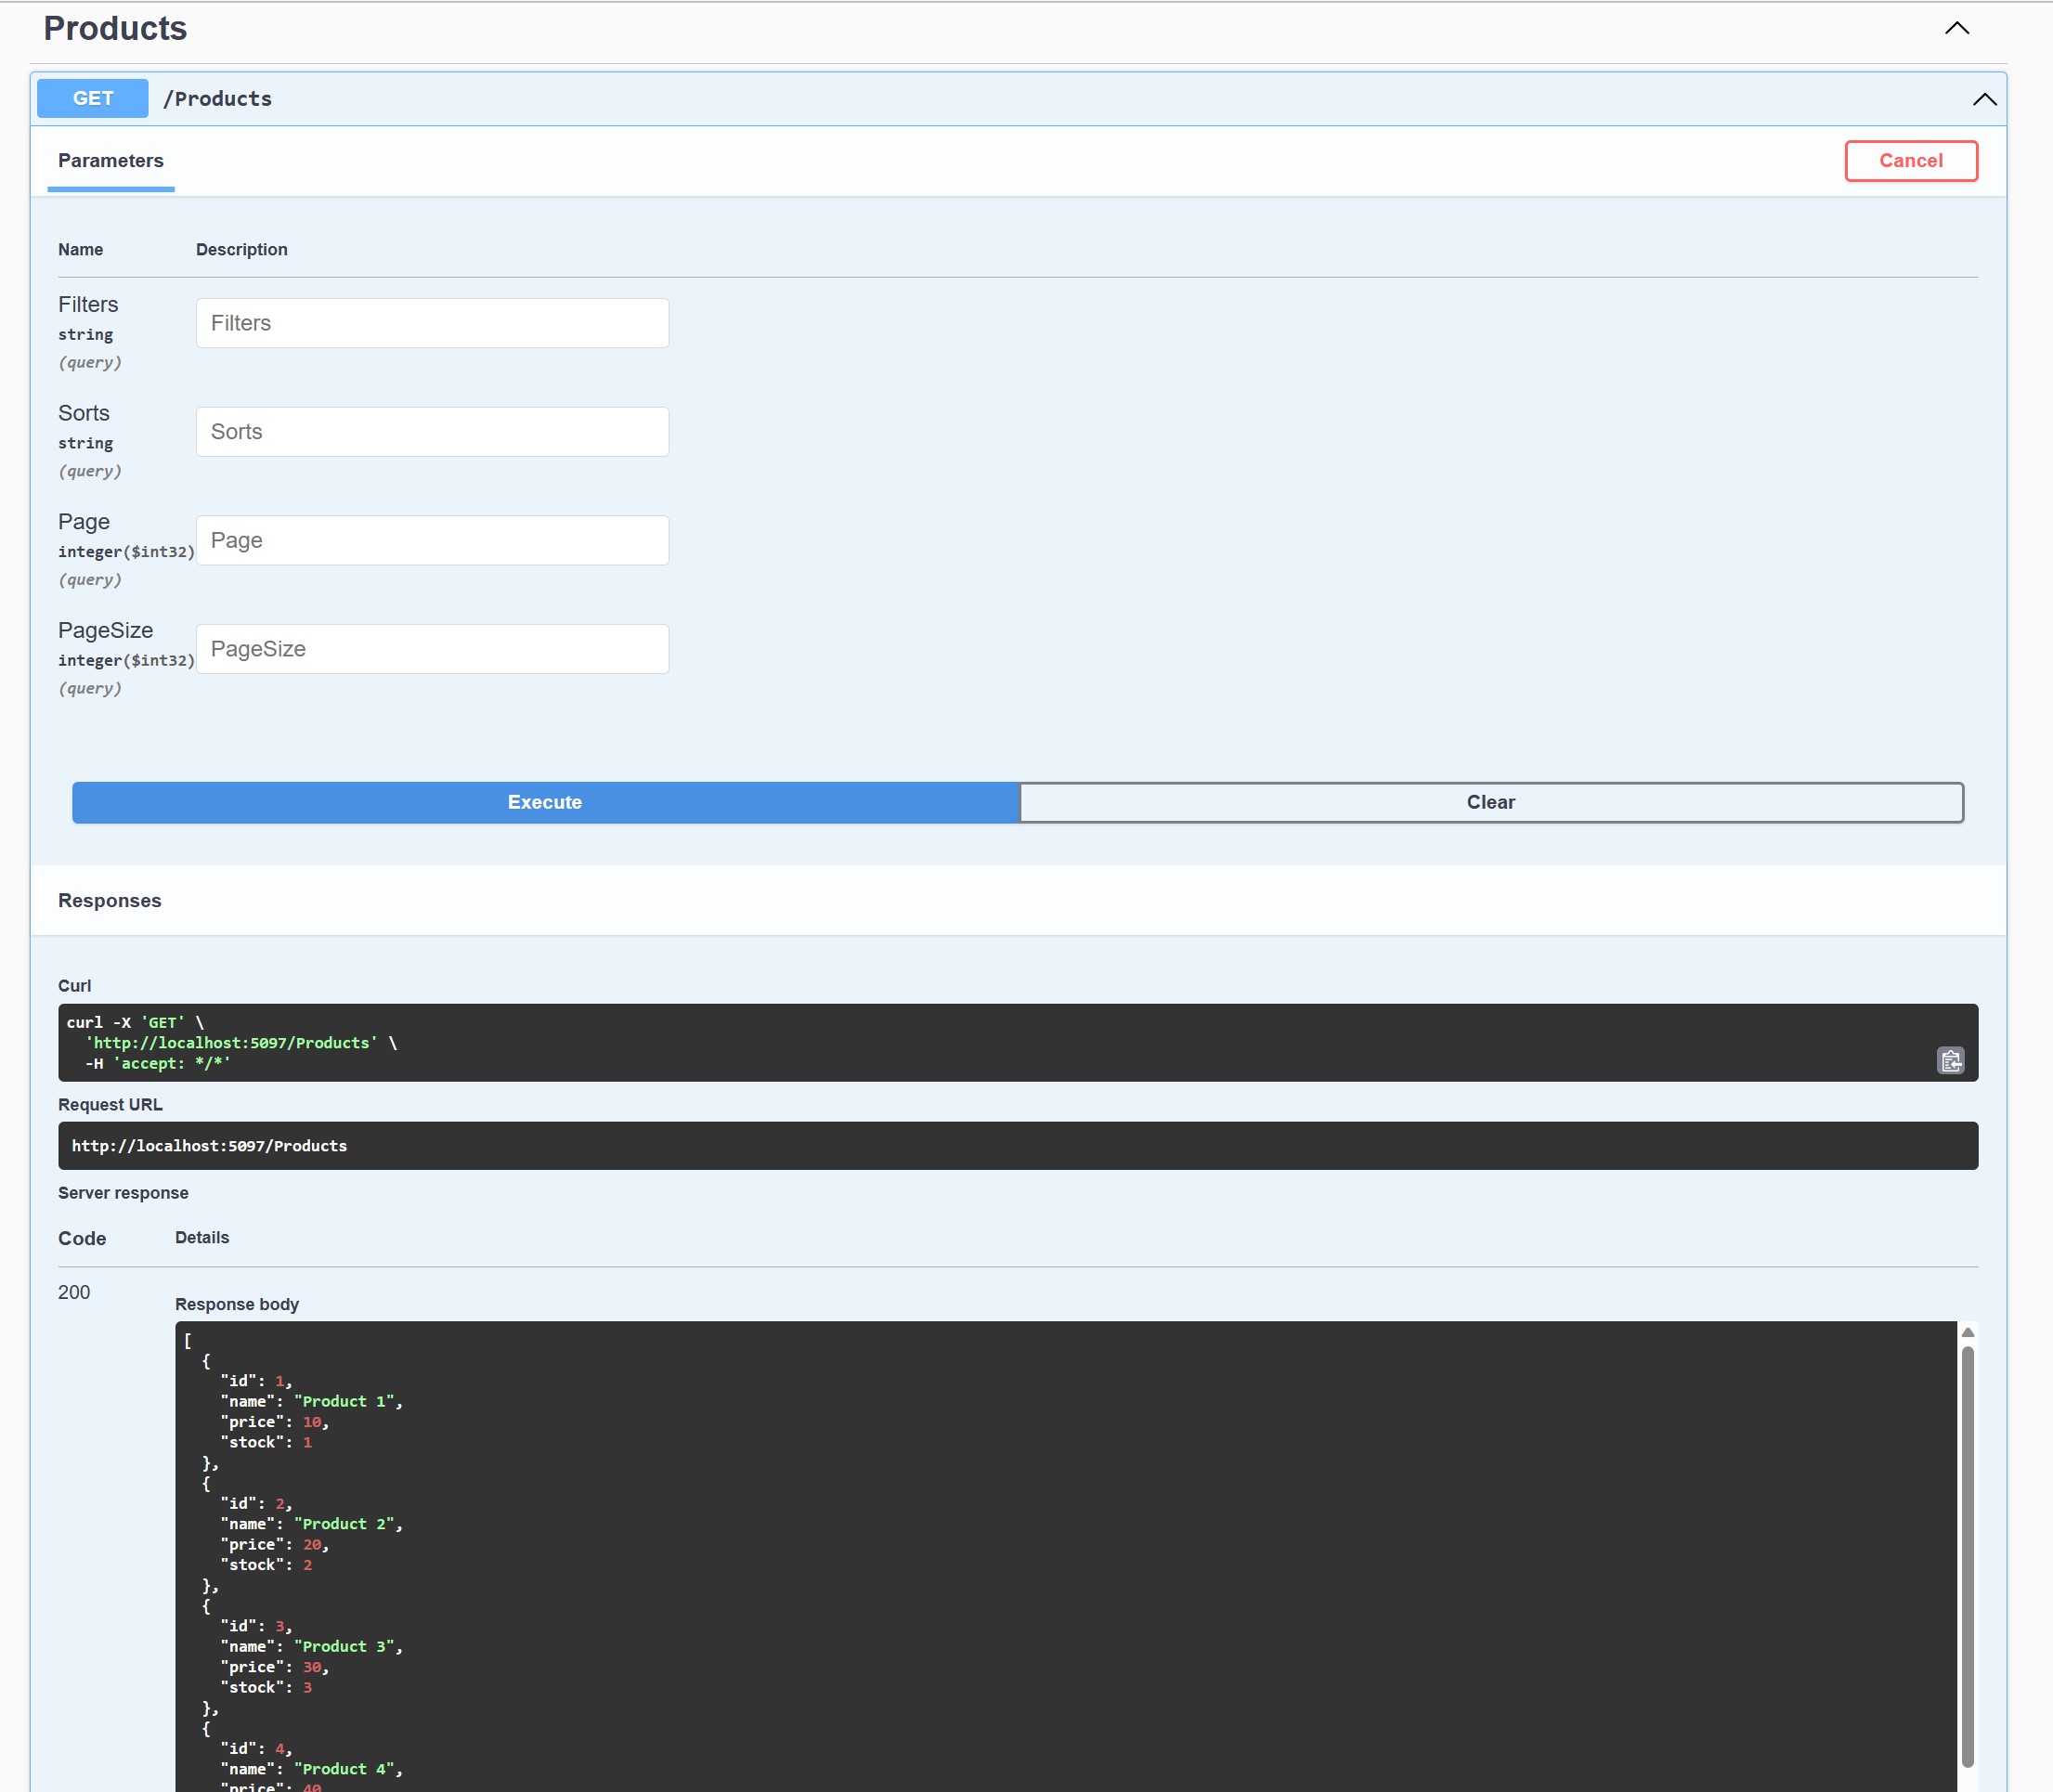 Products
GET /Products
Parameters Cancel
Name Description
Filters
string
(query)
Filters
Sorts
string
(query)
Sorts
Page
integer($int32)
(query)
Page
PageSize
integer($int32)
(query)
PageSize
Execute Clear
Responses
Curl
curl -X 'GET' \
  'http://localhost:5097/Products' \
  -H 'accept: */*'
Request URL
http://localhost:5097/Products
Server response
Code Details
200
Response body
[
  {
    "id": 1,
    "name": "Product 1",
    "price": 10,
    "stock": 1
  },
  {
    "id": 2,
    "name": "Product 2",
    "price": 20,
    "stock": 2
  },
  {
    "id": 3,
    "name": "Product 3",
    "price": 30,
    "stock": 3
  },
  {
    "id": 4,
    "name": "Product 4",
    "price": 40